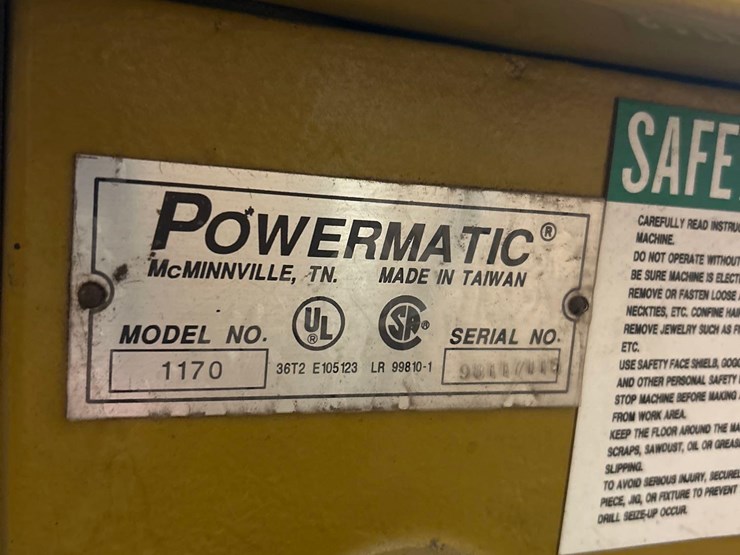 POWERMATIC®
McMINNVILLE, TN. MADE IN TAIWAN
MODEL NO. UL® SA® SERIAL NO.
1170 36T2 E105123 LR 99810-1
SAFE
CAREFULLY READ INSTRU
MACHINE.
DO NOT OPERATE WITHOUT
BE SURE MACHINE IS ELECT
REMOVE OR FASTEN LOOSE
NECKTIES, ETC. CONFINE HAI
REMOVE JEWELRY SUCH AS FI
ETC.
USE SAFETY FACE SHIELD, GOGG
AND OTHER PERSONAL SAFETY
STOP MACHINE BEFORE MAKING
FROM WORK AREA.
KEEP THE FLOOR AROUND THE MA
SCRAPS, SAWDUST, OIL OR GREAS
SLIPPING.
TO AVOID SERIOUS INJURY, SECURE
PIECE, JIG, OR FIXTURE TO PREVENT
DRILL SEIZE-UP OCCUR.